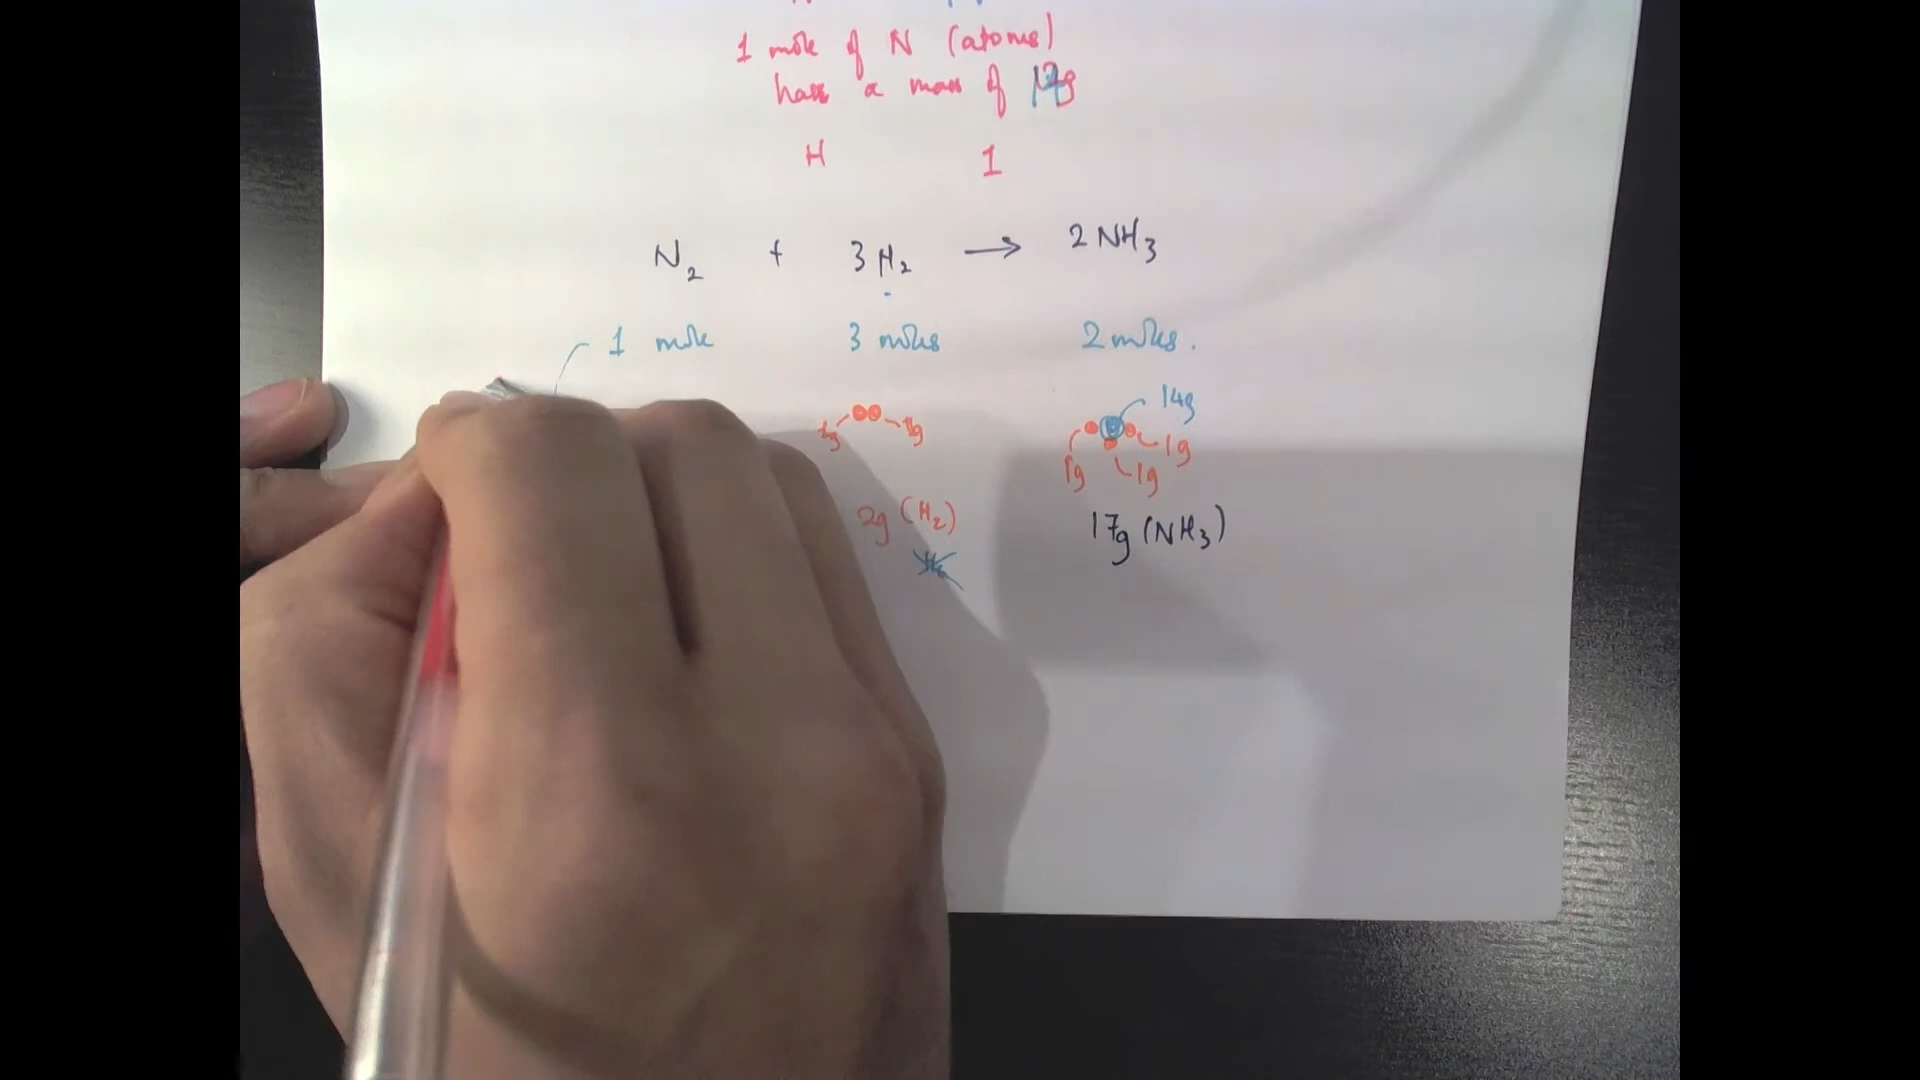 1 mole of N (atoms)
has a mass of
H 1
N₂ + 3H₂ → 2NH₃
1 mole 3 moles 2 moles.
14g
1g 1g 1g 1g 1g
2g (H₂) 17g (NH₃)